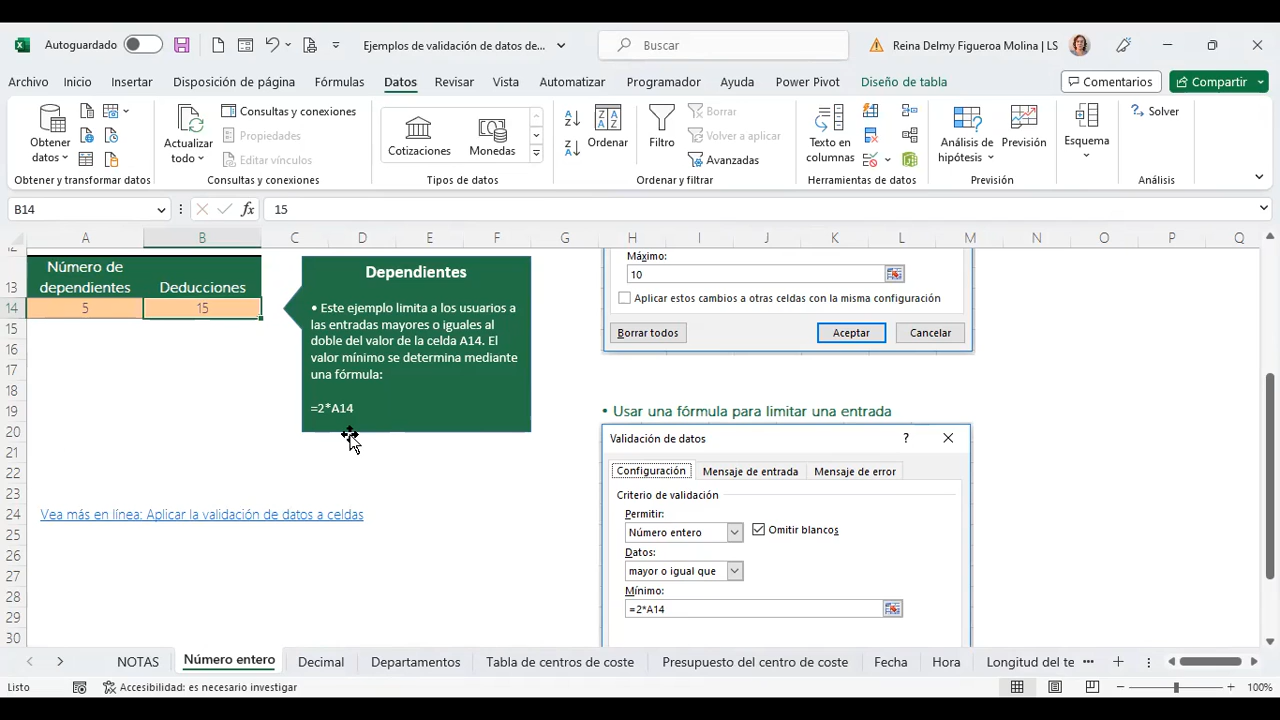 Autoguardado
Ejemplos de validación de datos de...
Buscar
Reina Delmy Figueroa Molina | LS
Archivo Inicio Insertar Disposición de página Fórmulas Datos Revisar Vista Automatizar Programador Ayuda Power Pivot Diseño de tabla
Comentarios
Compartir
Obtener datos
Actualizar todo
Consultas y conexiones
Propiedades
Editar vínculos
Cotizaciones
Monedas
Ordenar
Filtro
Borrar
Volver a aplicar
Avanzadas
Texto en columnas
Análisis de hipótesis
Previsión
Esquema
Solver
Obtener y transformar datos
Consultas y conexiones
Tipos de datos
Ordenar y filtrar
Herramientas de datos
Previsión
Análisis
B14
fx
15
A B C D E F G H I J K L M N O P Q
13
14
15
16
17
18
19
20
21
22
23
24
25
26
27
28
29
30
Número de
dependientes
Deducciones
5
15
Dependientes
• Este ejemplo limita a los usuarios a
las entradas mayores o iguales al
doble del valor de la celda A14. El
valor mínimo se determina mediante
una fórmula:
=2*A14
Vea más en línea: Aplicar la validación de datos a celdas
Máximo:
10
Aplicar estos cambios a otras celdas con la misma configuración
Borrar todos
Aceptar
Cancelar
• Usar una fórmula para limitar una entrada
Validación de datos
?
Configuración
Mensaje de entrada
Mensaje de error
Criterio de validación
Permitir:
Número entero
Omitir blancos
Datos:
mayor o igual que
Mínimo:
=2*A14
NOTAS
Número entero
Decimal
Departamentos
Tabla de centros de coste
Presupuesto del centro de coste
Fecha
Hora
Longitud del te ...
Listo
Accesibilidad: es necesario investigar
100%